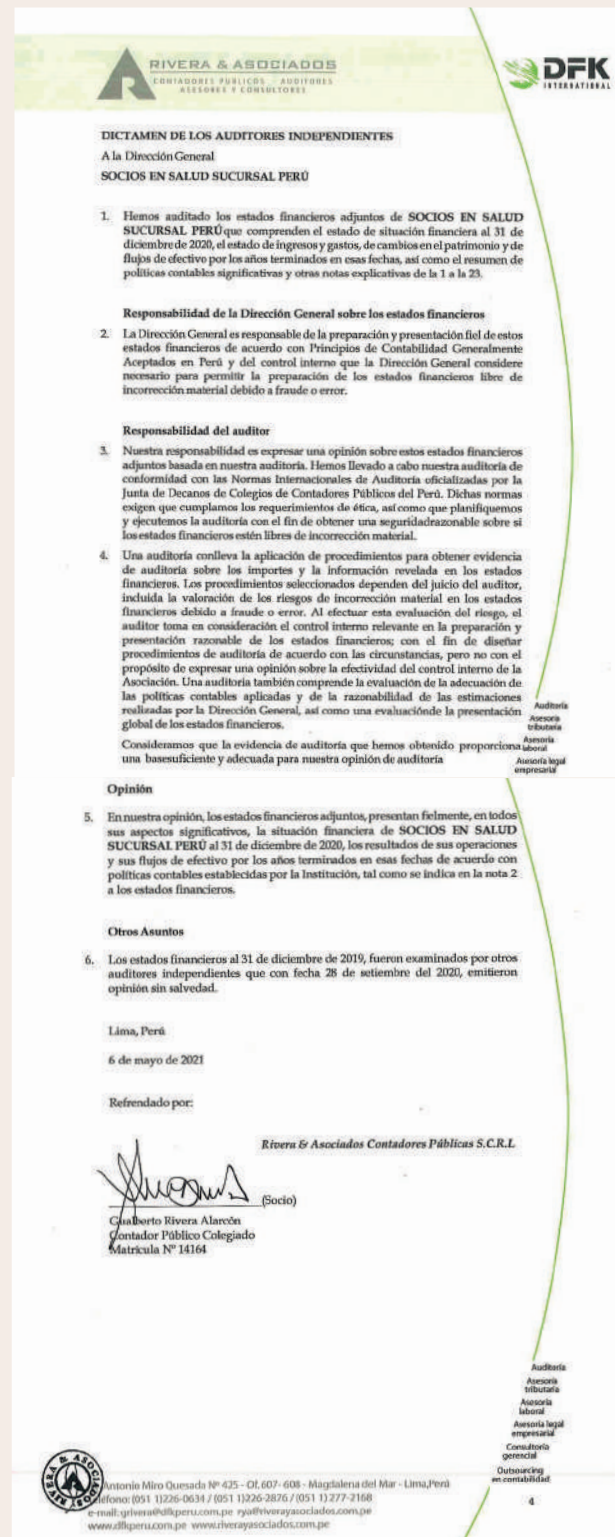 RIVERA & ASOCIADOS
CONTADORES PÚBLICOS - AUDITORES
ASESORES Y CONSULTORES
DFK
INTERNATIONAL
DICTAMEN DE LOS AUDITORES INDEPENDIENTES
A la Dirección General
SOCIOS EN SALUD SUCURSAL PERÚ
1. Hemos auditado los estados financieros adjuntos de SOCIOS EN SALUD
SUCURSAL PERÚ que comprenden el estado de situación financiera al 31 de
diciembre de 2020, el estado de ingresos y gastos, de cambios en el patrimonio y de
flujos de efectivo por los años terminados en esas fechas, así como el resumen de
políticas contables significativas y otras notas explicativas de la 1 a la 23.
Responsabilidad de la Dirección General sobre los estados financieros
2. La Dirección General es responsable de la preparación y presentación fiel de estos
estados financieros de acuerdo con Principios de Contabilidad Generalmente
Aceptados en Perú y del control interno que la Dirección General considere
necesario para permitir la preparación de los estados financieros libre de
incorrección material debido a fraude o error.
Responsabilidad del auditor
3. Nuestra responsabilidad es expresar una opinión sobre estos estados financieros
adjuntos basada en nuestra auditoría. Hemos llevado a cabo nuestra auditoría de
conformidad con las Normas Internacionales de Auditoría oficializadas por la
Junta de Decanos de Colegios de Contadores Públicos del Perú. Dichas normas
exigen que cumplamos los requerimientos de ética, así como que planifiquemos
y ejecutemos la auditoría con el fin de obtener una seguridadrazonable sobre si
los estados financieros estén libres de incorrección material.
4. Una auditoría conlleva la aplicación de procedimientos para obtener evidencia
de auditoría sobre los importes y la información revelada en los estados
financieros. Los procedimientos seleccionados dependen del juicio del auditor,
incluida la valoración de los riesgos de incorrección material en los estados
financieros debido a fraude o error. Al efectuar esta evaluación del riesgo, el
auditor toma en consideración el control interno relevante en la preparación y
presentación razonable de los estados financieros; con el fin de diseñar
procedimientos de auditoría de acuerdo con las circunstancias, pero no con el
propósito de expresar una opinión sobre la efectividad del control interno de la
Asociación. Una auditoría también comprende la evaluación de la adecuación de
las políticas contables aplicadas y de la razonabilidad de las estimaciones
realizadas por la Dirección General, así como una evaluaciónde la presentación
global de los estados financieros.
Consideramos que la evidencia de auditoría que hemos obtenido proporciona
una basesuficiente y adecuada para nuestra opinión de auditoría
Auditoría
Asesoría
tributaria
Asesoría
laboral
Asesoría legal
empresarial
Opinión
5. En nuestra opinión, los estados financieros adjuntos, presentan fielmente, en todos
sus aspectos significativos, la situación financiera de SOCIOS EN SALUD
SUCURSAL PERÚ al 31 de diciembre de 2020, los resultados de sus operaciones
y sus flujos de efectivo por los años terminados en esas fechas de acuerdo con
políticas contables establecidas por la Institución, tal como se indica en la nota 2
a los estados financieros.
Otros Asuntos
6. Los estados financieros al 31 de diciembre de 2019, fueron examinados por otros
auditores independientes que con fecha 28 de setiembre del 2020, emitieron
opinión sin salvedad.
Lima, Perú
6 de mayo de 2021
Refrendado por:
Rivera & Asociados Contadores Públicas S.C.R.L
(Socio)
Gualberto Rivera Alarcón
Contador Público Colegiado
Matrícula Nº 14164
Auditoría
Asesoría
tributaria
Asesoría
laboral
Asesoría legal
empresarial
Consultoría
gerencial
Outsourcing
en contabilidad
RIVERA & ASOCIADOS
Antonio Miro Quesada Nº 425 - Of. 607- 608 - Magdalena del Mar - Lima, Perú
Teléfono: (051 1)226-0634 / (051 1)226-2876 / (051 1) 277-2168
e-mail: grivera@dfkperu.com.pe rya@riverayasociados.com.pe
www.dfkperu.com.pe www.riverayasociados.com.pe
4